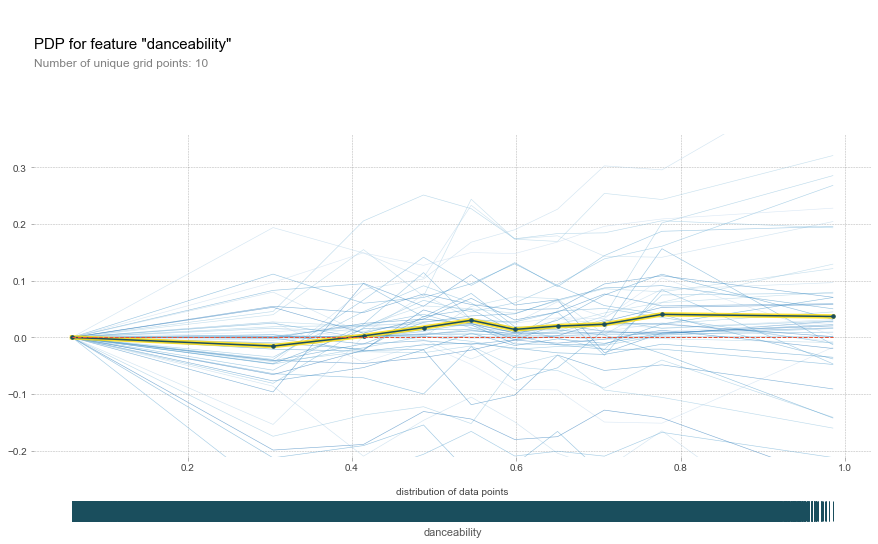 PDP for feature "danceability"
Number of unique grid points: 10
0.3
0.2
0.1
0.0
−0.1
−0.2
0.2 0.4 0.6 0.8 1.0
distribution of data points
danceability